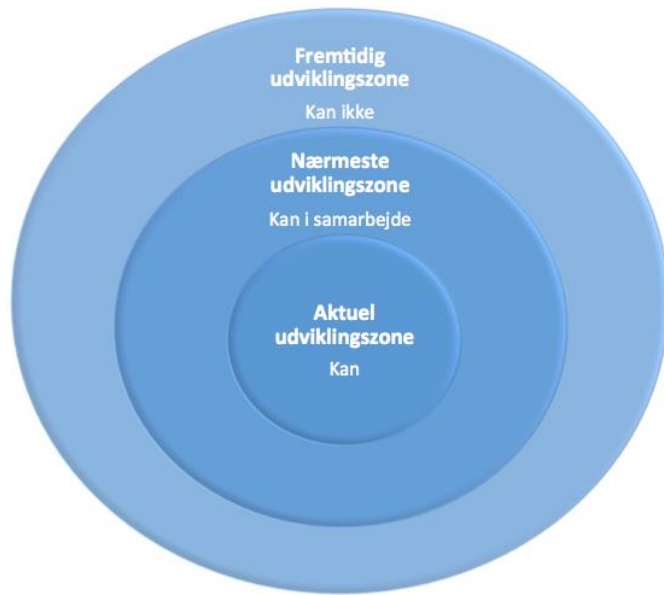 Fremtidig
udviklingszone
Kan ikke
Nærmeste
udviklingszone
Kan i samarbejde
Aktuel
udviklingszone
Kan